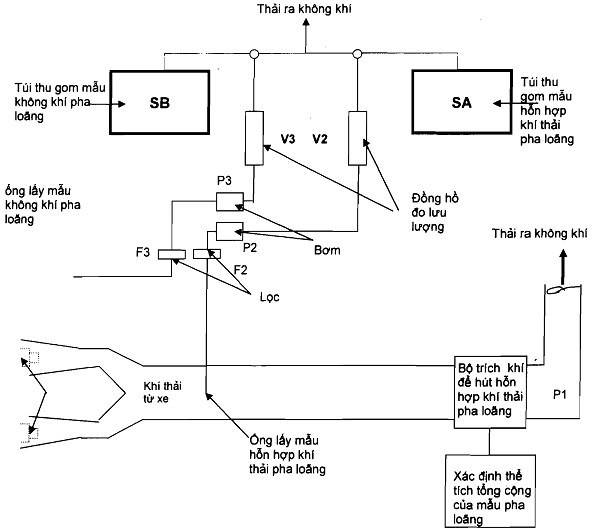 Thải ra không khí
Túi thu gom mẫu
không khí pha
loãng
SB
SA
Túi thu
gom mẫu
hỗn hợp
khí thải
pha loãng
V3 V2
ống lấy mẫu
không khí pha
loãng
P3
Đồng hồ
đo lưu
lượng
P2
Bơm
Thải ra không khí
F3
F2
Lọc
Khí thải
từ xe
Bộ trích khí
để hút hỗn
hợp khí thải
pha loãng
P1
Ống lấy mẫu
hỗn hợp khí
thải pha loãng
Xác định thể
tích tổng cộng
của mẫu pha
loãng